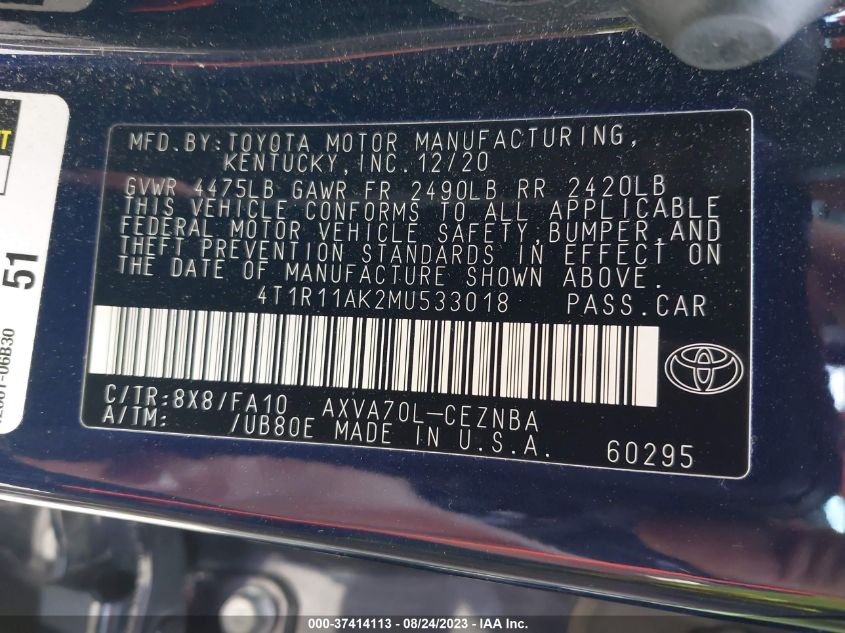 MFD. BY: TOYOTA MOTOR MANUFACTURING,
KENTUCKY, INC. 12/20
GVWR 4475LB GAWR FR 2490LB RR 2420LB
THIS VEHICLE CONFORMS TO ALL APPLICABLE
FEDERAL MOTOR VEHICLE SAFETY, BUMPER, AND
THEFT PREVENTION STANDARDS IN EFFECT ON
THE DATE OF MANUFACTURE SHOWN ABOVE.
4T1R11AK2MU533018 PASS.CAR
C/TR: 8X8/FA10 AXVA70L-CEZNBA
A/TM: /UB80E MADE IN U.S.A. 60295
51
000-37414113 - 08/24/2023 - IAA Inc.